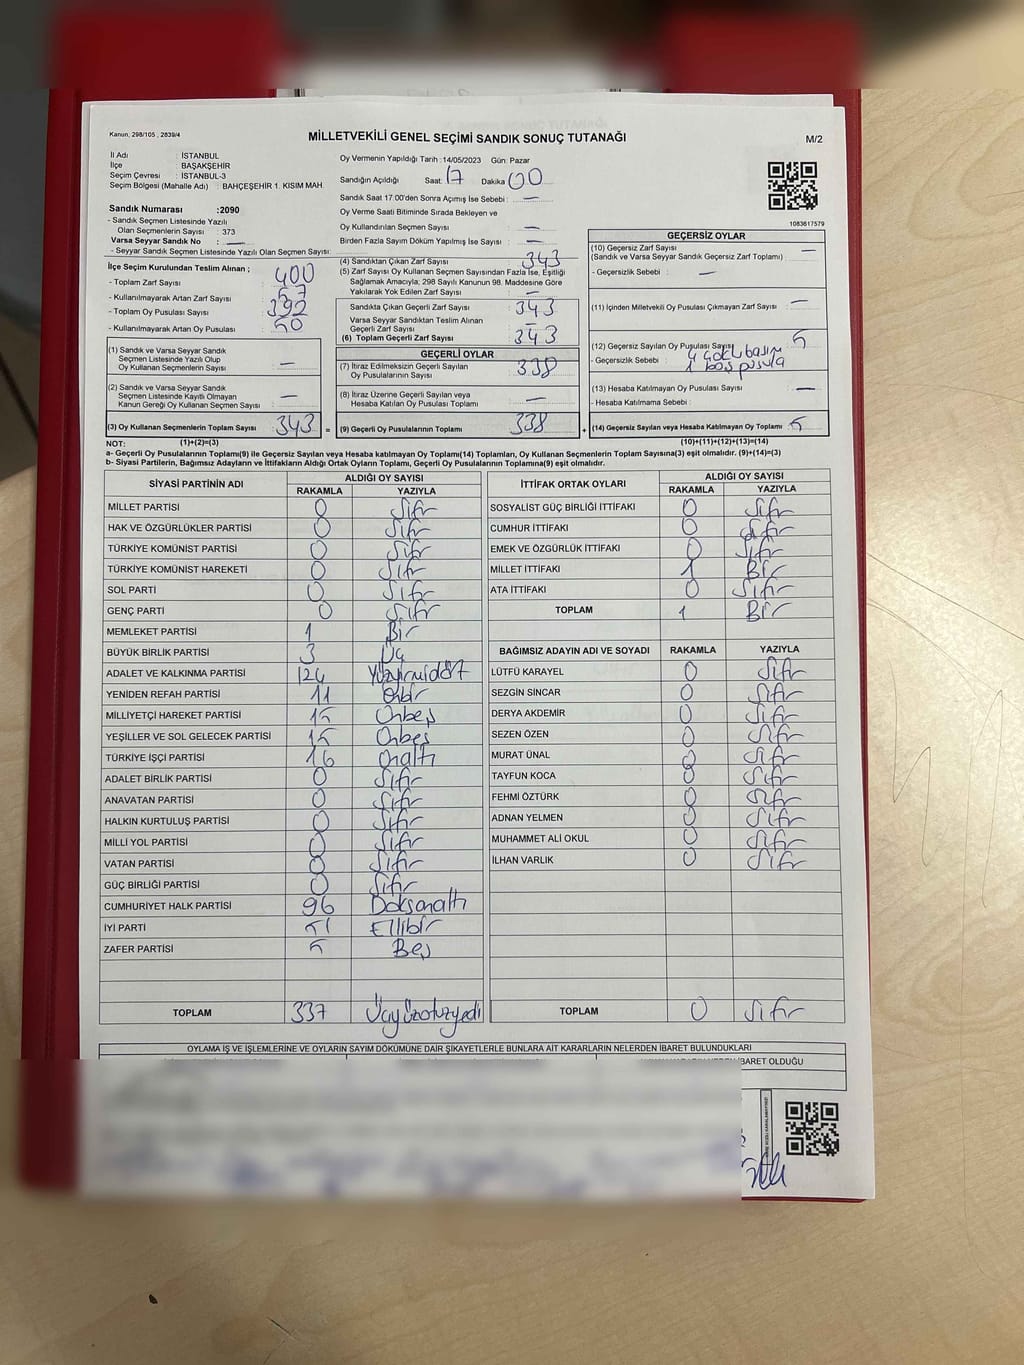 Kanun, 298/105 , 2839/4
MİLLETVEKİLİ GENEL SEÇİMİ SANDIK SONUÇ TUTANAĞI
M/2
İl Adı : İSTANBUL
İlçe : BAŞAKŞEHİR
Seçim Çevresi : İSTANBUL-3
Seçim Bölgesi (Mahalle Adı) : BAHÇEŞEHİR 1. KISIM MAH.
Oy Vermenin Yapıldığı Tarih : 14/05/2023 Gün: Pazar
Sandığın Açıldığı Saat: 17 Dakika: 00
Sandık Saat 17.00'den Sonra Açılmış İse Sebebi : —
Oy Verme Saati Bitiminde Sırada Bekleyen ve
Oy Kullandırılan Seçmen Sayısı : —
Birden Fazla Sayım Döküm Yapılmış İse Sayısı : —
1083617579
Sandık Numarası :2090
- Sandık Seçmen Listesinde Yazılı
Olan Seçmenlerin Sayısı : 373
Varsa Seyyar Sandık No : —
- Seyyar Sandık Seçmen Listesinde Yazılı Olan Seçmen Sayısı:
İlçe Seçim Kurulundan Teslim Alınan ;
- Toplam Zarf Sayısı : 400
- Kullanılmayarak Artan Zarf Sayısı : 57
- Toplam Oy Pusulası Sayısı : 392
- Kullanılmayarak Artan Oy Pusulası : 50
(4) Sandıktan Çıkan Zarf Sayısı : 343
(5) Zarf Sayısı Oy Kullanan Seçmen Sayısından Fazla İse, Eşitliği
Sağlamak Amacıyla; 298 Sayılı Kanunun 98. Maddesine Göre
Yakılarak Yok Edilen Zarf Sayısı : —
Sandıkta Çıkan Geçerli Zarf Sayısı : 343
Varsa Seyyar Sandıktan Teslim Alınan
Geçerli Zarf Sayısı : —
(6) Toplam Geçerli Zarf Sayısı : 343
GEÇERSİZ OYLAR
(10) Geçersiz Zarf Sayısı —
(Sandık ve Varsa Seyyar Sandık Geçersiz Zarf Toplamı) :
- Geçersizlik Sebebi : —
(11) İçinden Milletvekili Oy Pusulası Çıkmayan Zarf Sayısı : —
(12) Geçersiz Sayılan Oy Pusulası Sayısı : 5
- Geçersizlik Sebebi : 4 çoklu basım
1 boş pusula
(13) Hesaba Katılmayan Oy Pusulası Sayısı : —
- Hesaba Katılmama Sebebi :
(14) Geçersiz Sayılan veya Hesaba Katılmayan Oy Toplamı : 5
(1) Sandık ve Varsa Seyyar Sandık
Seçmen Listesinde Yazılı Olup
Oy Kullanan Seçmenlerin Sayısı : —
(2) Sandık ve Varsa Seyyar Sandık
Seçmen Listesinde Kayıtlı Olmayan
Kanun Gereği Oy Kullanan Seçmen Sayısı : —
(3) Oy Kullanan Seçmenlerin Toplam Sayısı : 343 =
GEÇERLİ OYLAR
(7) İtiraz Edilmeksizin Geçerli Sayılan
Oy Pusulalarının Sayısı : 338
(8) İtiraz Üzerine Geçerli Sayılan veya
Hesaba Katılan Oy Pusulası Toplamı : —
(9) Geçerli Oy Pusulalarının Toplamı : 338 +
NOT: (1)+(2)=(3)
(10)+(11)+(12)+(13)=(14)
a- Geçerli Oy Pusulalarının Toplamı(9) ile Geçersiz Sayılan veya Hesaba katılmayan Oy Toplamı(14) Toplamları, Oy Kullanan Seçmenlerin Toplam Sayısına(3) eşit olmalıdır. (9)+(14)=(3)
b- Siyasi Partilerin, Bağımsız Adayların ve İttifakların Aldığı Ortak Oyların Toplamı, Geçerli Oy Pusulalarının Toplamına(9) eşit olmalıdır.
SİYASİ PARTİNİN ADI
ALDIĞI OY SAYISI
RAKAMLA YAZIYLA
MİLLET PARTİSİ 0 Sıfır
HAK VE ÖZGÜRLÜKLER PARTİSİ 0 Sıfır
TÜRKİYE KOMÜNİST PARTİSİ 0 Sıfır
TÜRKİYE KOMÜNİST HAREKETİ 0 Sıfır
SOL PARTİ 0 Sıfır
GENÇ PARTİ 0 Sıfır
MEMLEKET PARTİSİ 1 Bir
BÜYÜK BİRLİK PARTİSİ 3 Üç
ADALET VE KALKINMA PARTİSİ 124 Yüzyirmidört
YENİDEN REFAH PARTİSİ 11 Onbir
MİLLİYETÇİ HAREKET PARTİSİ 15 Onbeş
YEŞİLLER VE SOL GELECEK PARTİSİ 15 Onbeş
TÜRKİYE İŞÇİ PARTİSİ 16 Onaltı
ADALET BİRLİK PARTİSİ 0 Sıfır
ANAVATAN PARTİSİ 0 Sıfır
HALKIN KURTULUŞ PARTİSİ 0 Sıfır
MİLLİ YOL PARTİSİ 0 Sıfır
VATAN PARTİSİ 0 Sıfır
GÜÇ BİRLİĞİ PARTİSİ 0 Sıfır
CUMHURİYET HALK PARTİSİ 96 Doksanaltı
İYİ PARTİ 51 Ellibir
ZAFER PARTİSİ 5 Beş
TOPLAM 337 Üçyüzotuzyedi
İTTİFAK ORTAK OYLARI
ALDIĞI OY SAYISI
RAKAMLA YAZIYLA
SOSYALİST GÜÇ BİRLİĞİ İTTİFAKI 0 Sıfır
CUMHUR İTTİFAKI 0 Sıfır
EMEK VE ÖZGÜRLÜK İTTİFAKI 0 Sıfır
MİLLET İTTİFAKI 1 Bir
ATA İTTİFAKI 0 Sıfır
TOPLAM 1 Bir
BAĞIMSIZ ADAYIN ADI VE SOYADI RAKAMLA YAZIYLA
LÜTFÜ KARAYEL 0 Sıfır
SEZGİN SİNCAR 0 Sıfır
DERYA AKDEMİR 0 Sıfır
SEZEN ÖZEN 0 Sıfır
MURAT ÜNAL 0 Sıfır
TAYFUN KOCA 0 Sıfır
FEHMİ ÖZTÜRK 0 Sıfır
ADNAN YELMEN 0 Sıfır
MUHAMMET ALİ OKUL 0 Sıfır
İLHAN VARLIK 0 Sıfır
TOPLAM 0 Sıfır
OYLAMA İŞ VE İŞLEMLERİNE VE OYLARIN SAYIM DÖKÜMÜNE DAİR ŞİKAYETLERLE BUNLARA AİT KARARLARIN NELERDEN İBARET BULUNDUKLARI
İBARET OLDUĞU